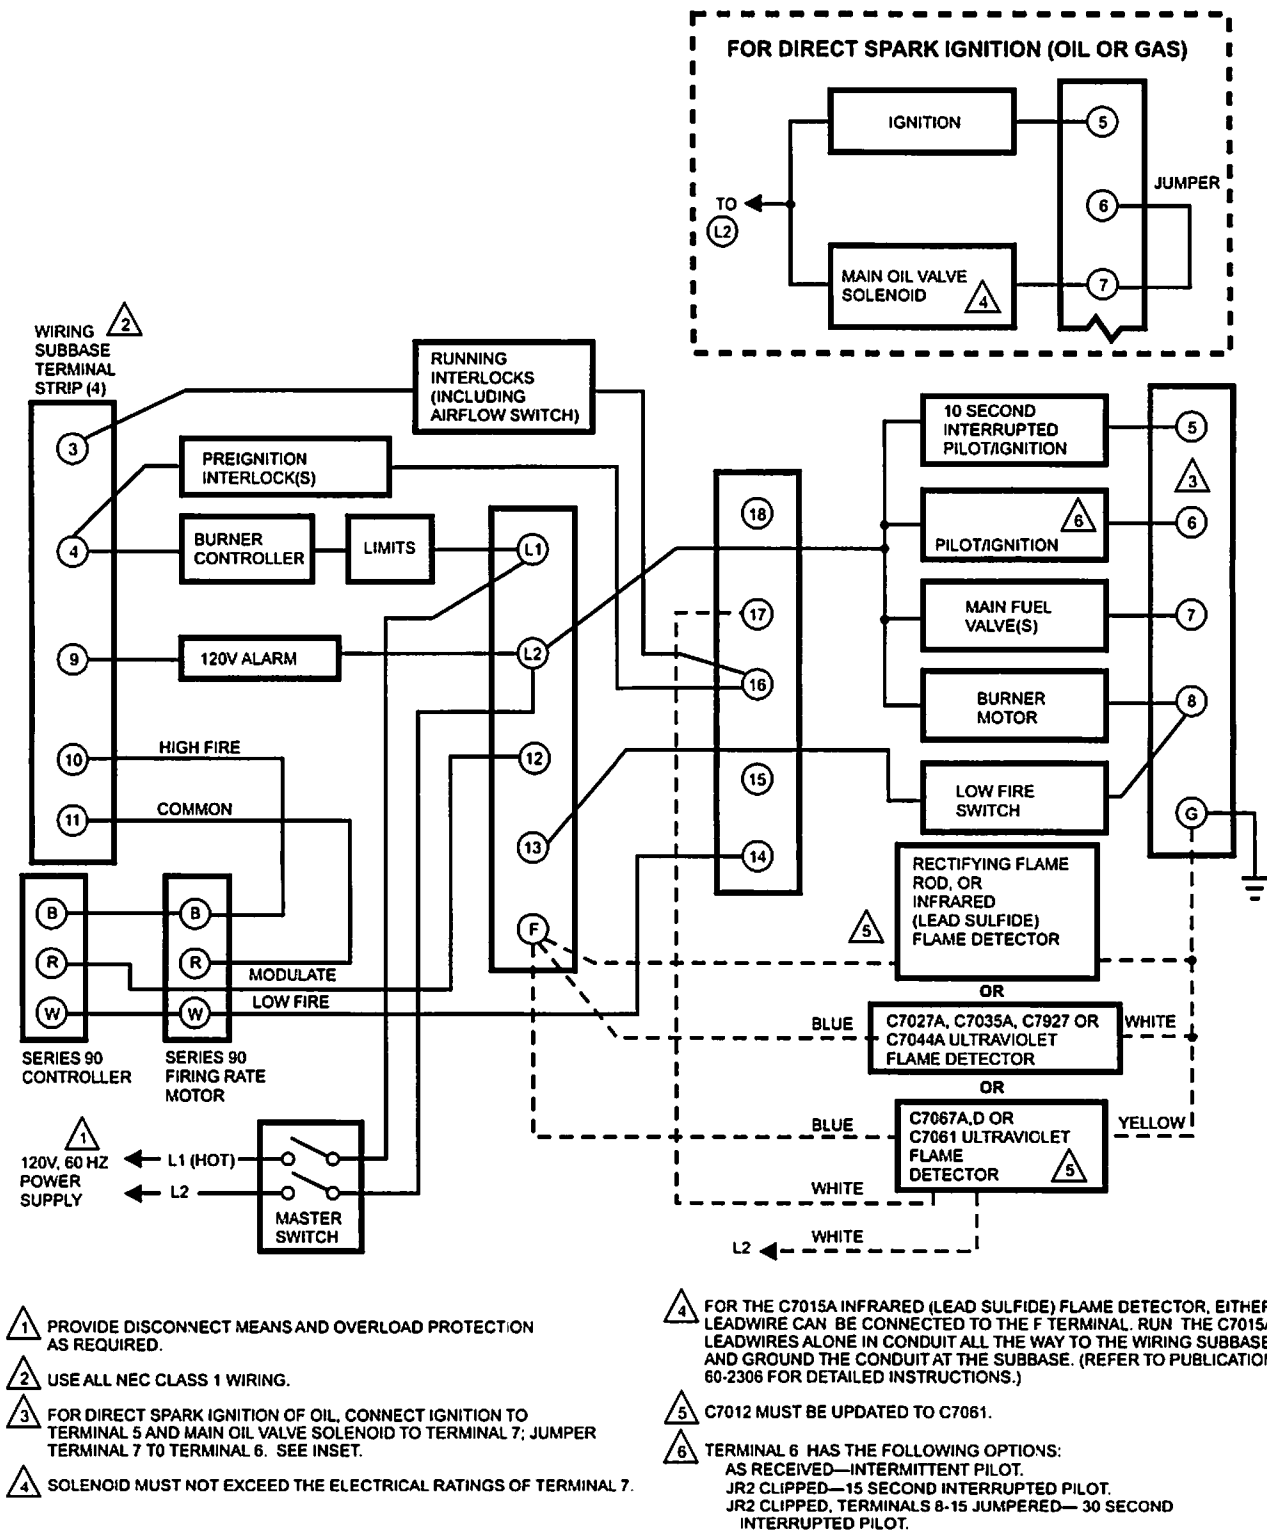 FOR DIRECT SPARK IGNITION (OIL OR GAS)
IGNITION
5
JUMPER
TO
L2
6
MAIN OIL VALVE
SOLENOID
4
7
WIRING
SUBBASE
TERMINAL
STRIP (4)
2
RUNNING
INTERLOCKS
(INCLUDING
AIRFLOW SWITCH)
3
PREIGNITION
INTERLOCK(S)
4
BURNER
CONTROLLER
LIMITS
L1
9
120V ALARM
L2
10
HIGH FIRE
12
11
COMMON
13
F
18
17
16
15
14
10 SECOND
INTERRUPTED
PILOT/IGNITION
5
3
PILOT/IGNITION
6
6
MAIN FUEL
VALVE(S)
7
BURNER
MOTOR
8
LOW FIRE
SWITCH
G
RECTIFYING FLAME
ROD, OR
INFRARED
(LEAD SULFIDE)
FLAME DETECTOR
5
OR
BLUE
C7027A, C7035A, C7927 OR
C7044A ULTRAVIOLET
FLAME DETECTOR
WHITE
OR
BLUE
C7067A,D OR
C7061 ULTRAVIOLET
FLAME
DETECTOR
5
YELLOW
WHITE
L2
WHITE
B
B
R
R
MODULATE
W
W
LOW FIRE
SERIES 90
CONTROLLER
SERIES 90
FIRING RATE
MOTOR
1
120V, 60 HZ
POWER
SUPPLY
L1 (HOT)
L2
MASTER
SWITCH
1 PROVIDE DISCONNECT MEANS AND OVERLOAD PROTECTION
AS REQUIRED.
2 USE ALL NEC CLASS 1 WIRING.
3 FOR DIRECT SPARK IGNITION OF OIL, CONNECT IGNITION TO
TERMINAL 5 AND MAIN OIL VALVE SOLENOID TO TERMINAL 7; JUMPER
TERMINAL 7 TO TERMINAL 6. SEE INSET.
4 SOLENOID MUST NOT EXCEED THE ELECTRICAL RATINGS OF TERMINAL 7.
4 FOR THE C7015A INFRARED (LEAD SULFIDE) FLAME DETECTOR, EITHER
LEADWIRE CAN BE CONNECTED TO THE F TERMINAL. RUN THE C7015A
LEADWIRES ALONE IN CONDUIT ALL THE WAY TO THE WIRING SUBBASE
AND GROUND THE CONDUIT AT THE SUBBASE. (REFER TO PUBLICATION
60-2306 FOR DETAILED INSTRUCTIONS.)
5 C7012 MUST BE UPDATED TO C7061.
6 TERMINAL 6 HAS THE FOLLOWING OPTIONS:
AS RECEIVED—INTERMITTENT PILOT.
JR2 CLIPPED—15 SECOND INTERRUPTED PILOT.
JR2 CLIPPED, TERMINALS 8-15 JUMPERED— 30 SECOND
INTERRUPTED PILOT.